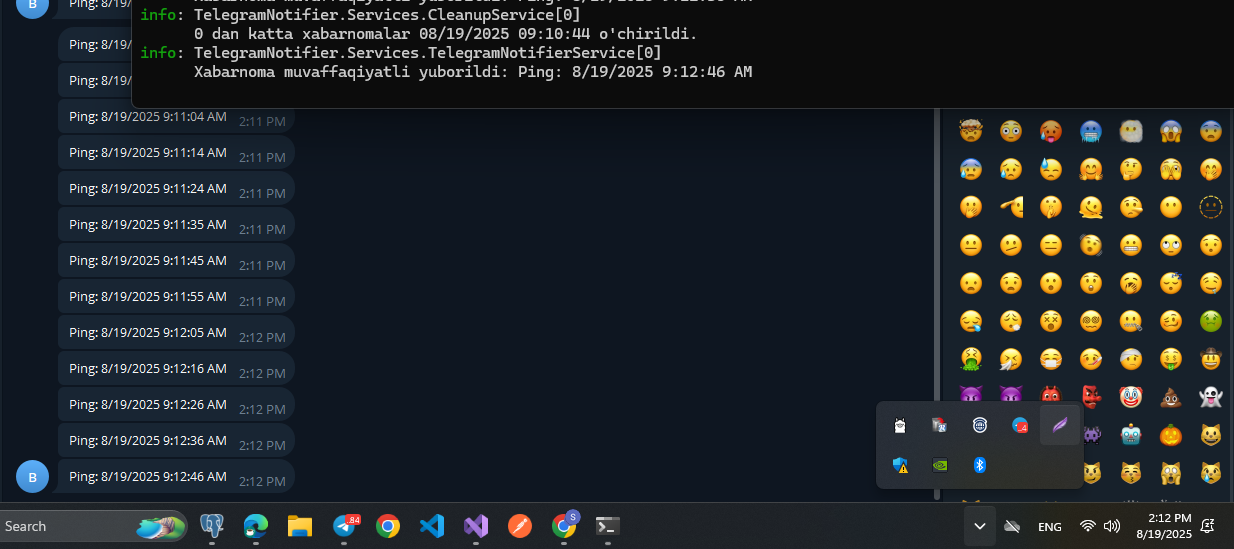 Ping: 8/19/
info: TelegramNotifier.Services.CleanupService[0]
0 dan katta xabarnomalar 08/19/2025 09:10:44 o'chirildi.
info: TelegramNotifier.Services.TelegramNotifierService[0]
Xabarnoma muvaffaqiyatli yuborildi: Ping: 8/19/2025 9:12:46 AM
Ping: 8/19/
Ping: 8/19/
Ping: 8/19/2025 9:11:04 AM 2:11 PM
Ping: 8/19/2025 9:11:14 AM 2:11 PM
Ping: 8/19/2025 9:11:24 AM 2:11 PM
Ping: 8/19/2025 9:11:35 AM 2:11 PM
Ping: 8/19/2025 9:11:45 AM 2:11 PM
Ping: 8/19/2025 9:11:55 AM 2:11 PM
Ping: 8/19/2025 9:12:05 AM 2:12 PM
Ping: 8/19/2025 9:12:16 AM 2:12 PM
Ping: 8/19/2025 9:12:26 AM 2:12 PM
Ping: 8/19/2025 9:12:36 AM 2:12 PM
B
Ping: 8/19/2025 9:12:46 AM 2:12 PM
Search
84
S
ENG
2:12 PM
8/19/2025